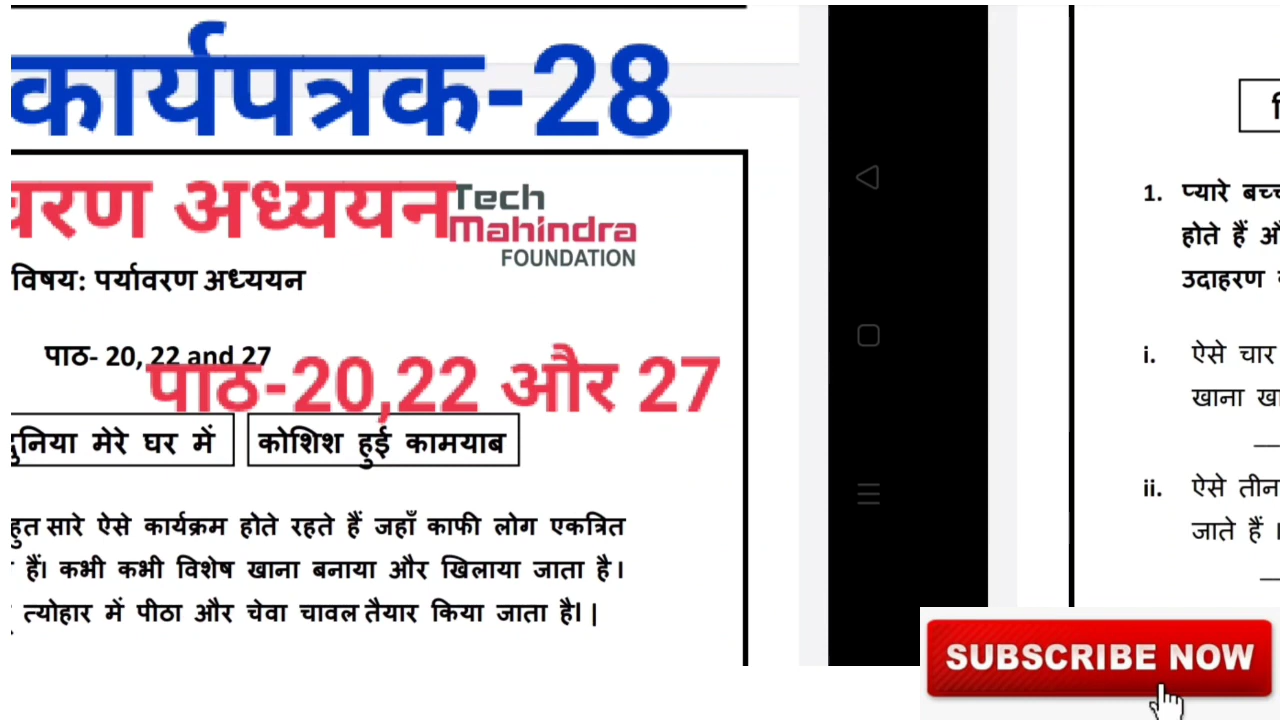 कार्यपत्रक-28
वरण अध्ययन
Tech
Mahindra
FOUNDATION
विषय: पर्यावरण अध्ययन
पाठ- 20, 22 and 27
पाठ-20,22 और 27
दुनिया मेरे घर में
कोशिश हुई कामयाब
हुत सारे ऐसे कार्यक्रम होते रहते हैं जहाँ काफी लोग एकत्रित
हैं। कभी कभी विशेष खाना बनाया और खिलाया जाता है।
त्योहार में पीठा और चेवा चावल तैयार किया जाता है। |
1. प्यारे बच्च
होते हैं औ
उदाहरण
i. ऐसे चार
खाना खा
ii. ऐसे तीन
जाते हैं ।
SUBSCRIBE NOW